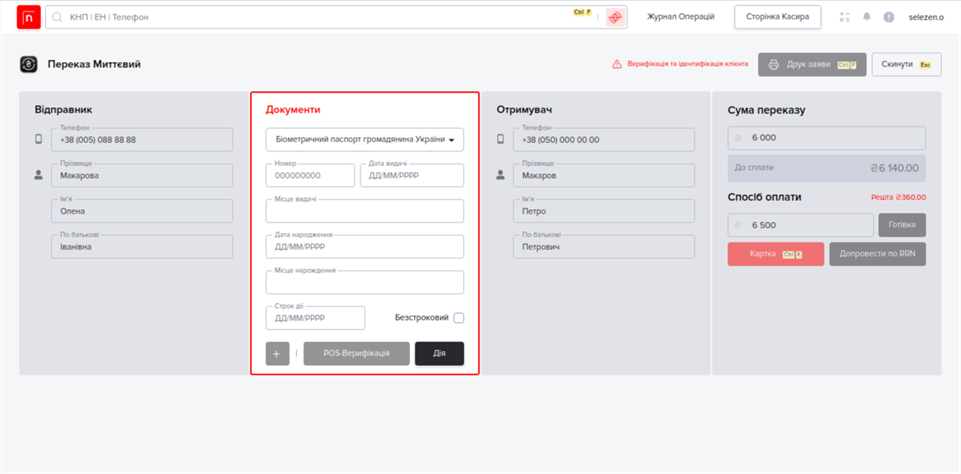 n
КНП | ЕН | Телефон
Ctrl F
Журнал Операцій
Сторінка Касира
selezen.o
Переказ Миттєвий
Верифікація та ідентифікація клієнта
Друк заяви Ctrl P
Скинути Esc
Відправник
Телефон
+38 (005) 088 88 88
Прізвище
Макарова
Ім'я
Олена
По батькові
Іванівна
Документи
Біометричний паспорт громадянина України
Номер
000000000
Дата видачі
ДД/ММ/РРРР
Місце видачі
Дата народження
ДД/ММ/РРРР
Місце народження
Строк дії
ДД/ММ/РРРР
Безстроковий
+ | POS-Верифікація
Дія
Отримувач
Телефон
+38 (050) 000 00 00
Прізвище
Макаров
Ім'я
Петро
По батькові
Петрович
Сума переказу
₴ 6 000
До сплати ₴6 140.00
Спосіб оплати
Решта ₴360.00
₴ 6 500
Готівка
Картка Ctrl K
Допровести по RRN